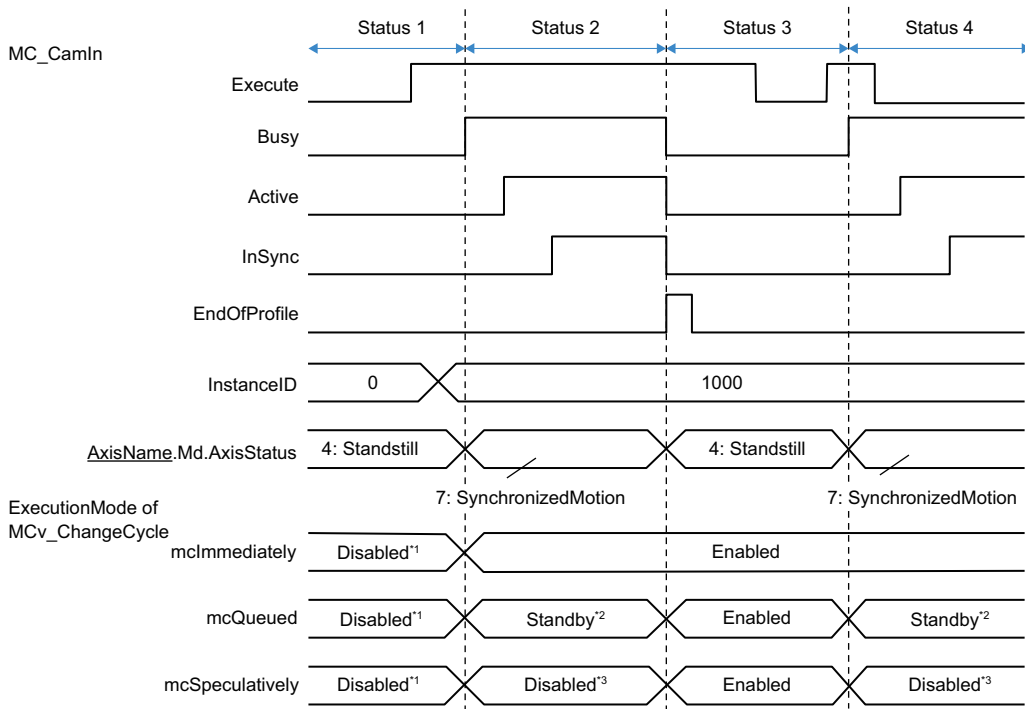 Status 1 Status 2 Status 3 Status 4
MC_CamIn
Execute
Busy
Active
InSync
EndOfProfile
InstanceID 0 1000
AxisName.Md.AxisStatus 4: Standstill 4: Standstill
7: SynchronizedMotion 7: SynchronizedMotion
ExecutionMode of
MCv_ChangeCycle
mcImmediately Disabled*1 Enabled
mcQueued Disabled*1 Standby*2 Enabled Standby*2
mcSpeculatively Disabled*1 Disabled*3 Enabled Disabled*3